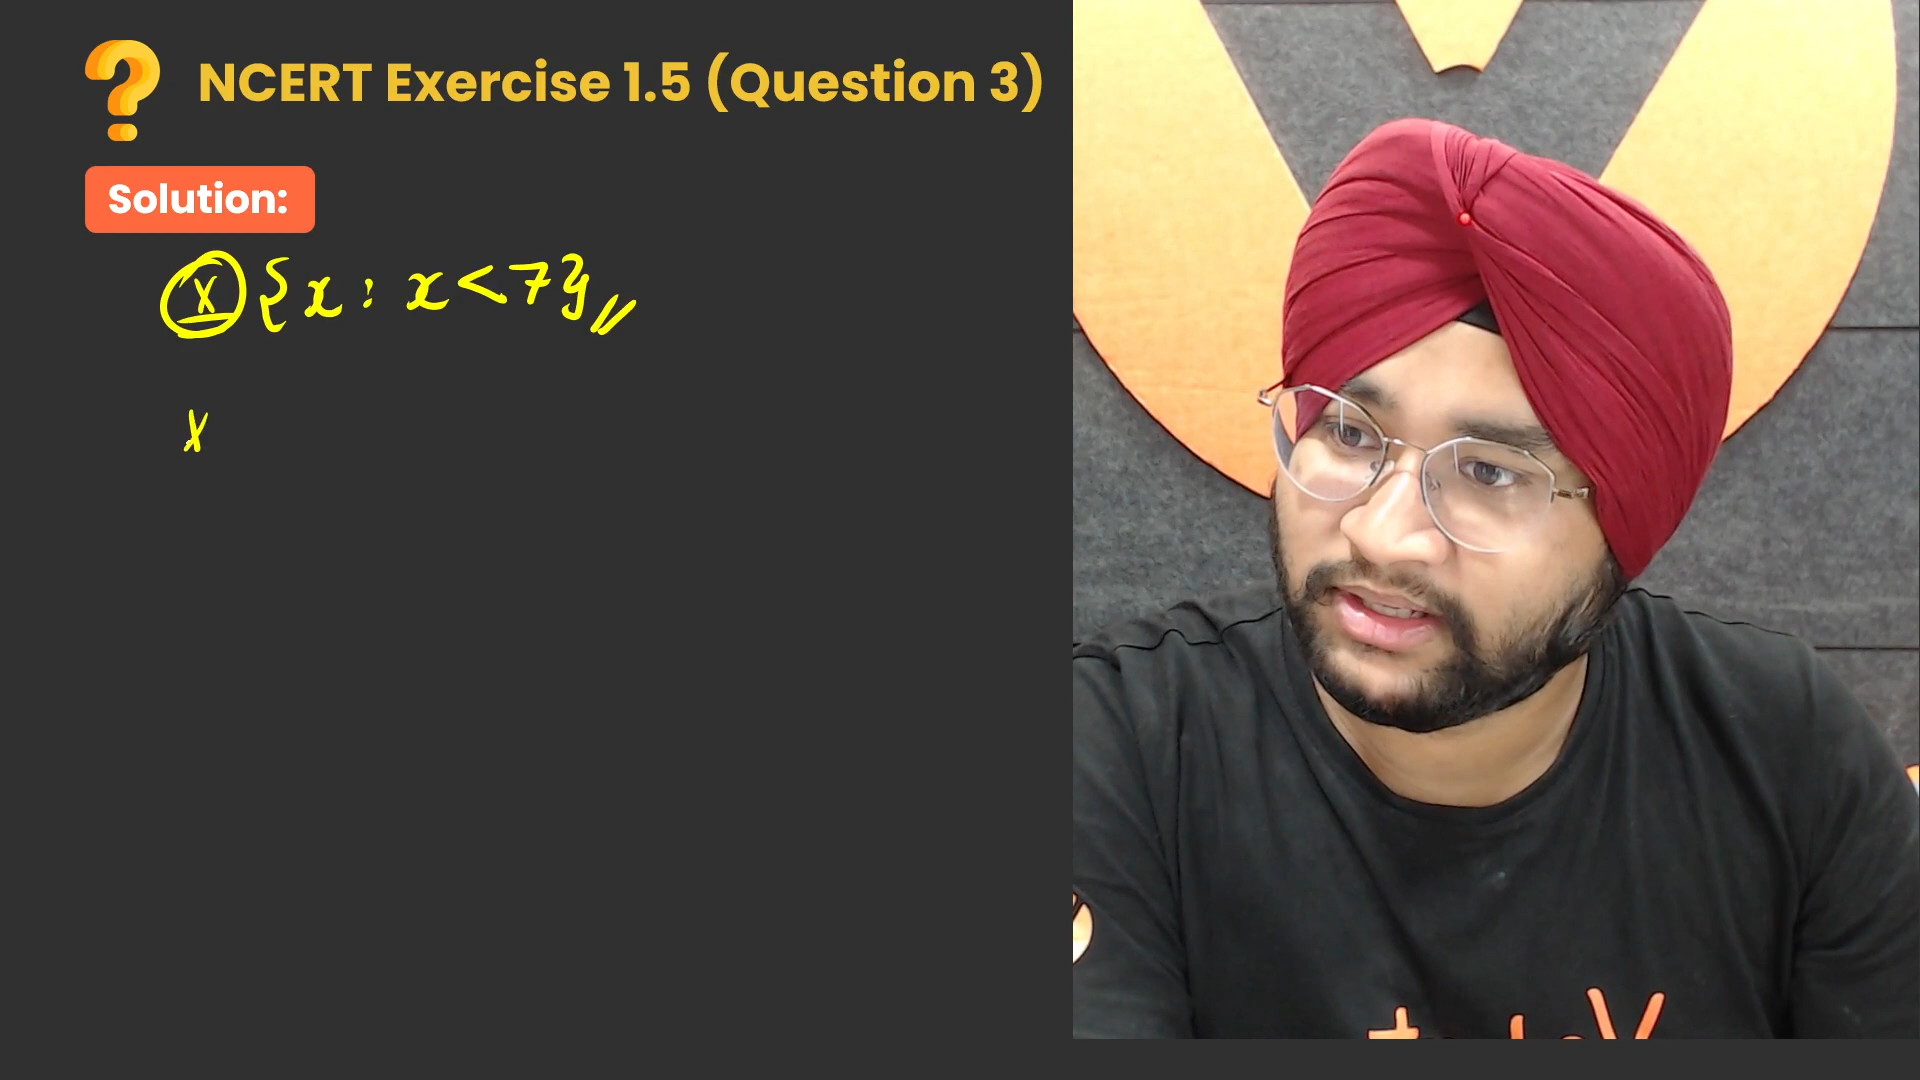 NCERT Exercise 1.5 (Question 3)
Solution:
X {x : x<7}
X